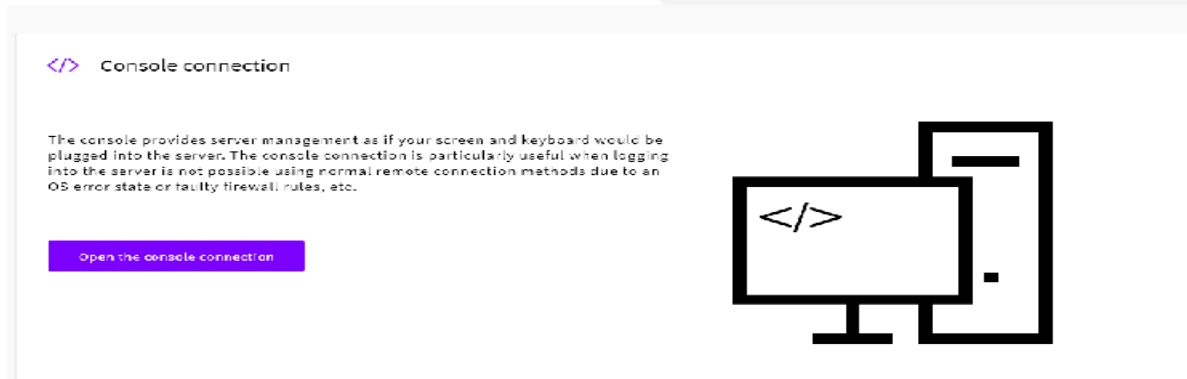 </> Console connection
The console provides server management as if your screen and keyboard would be
plugged into the server. The console connection is particularly useful when logging
into the server is not possible using normal remote connection methods due to an
OS error state or faulty firewall rules, etc.
</>
Open the console connection